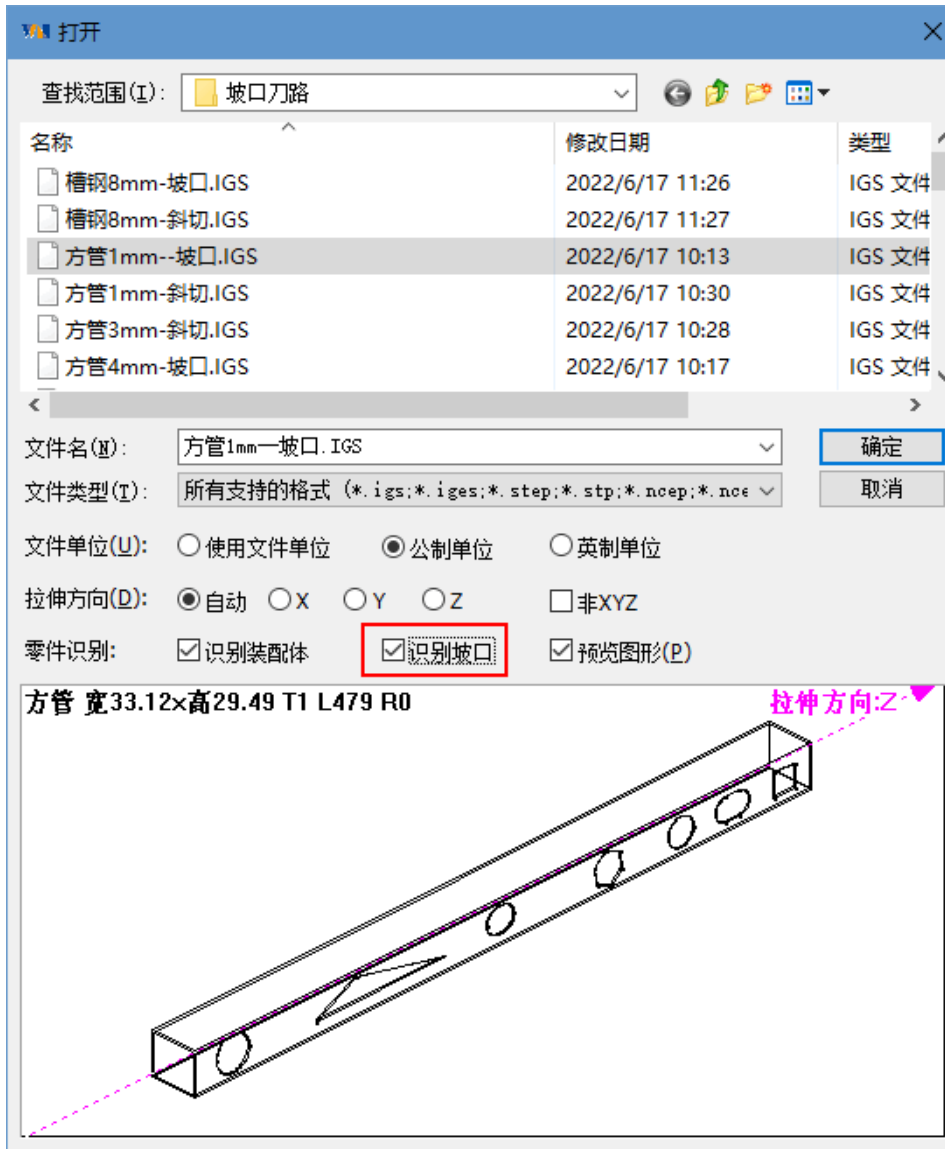 打开
查找范围(I): 坡口刀路
名称 修改日期 类型
槽钢8mm-坡口.IGS 2022/6/17 11:26 IGS 文件
槽钢8mm-斜切.IGS 2022/6/17 11:27 IGS 文件
方管1mm--坡口.IGS 2022/6/17 10:13 IGS 文件
方管1mm-斜切.IGS 2022/6/17 10:30 IGS 文件
方管3mm-斜切.IGS 2022/6/17 10:28 IGS 文件
方管4mm-坡口.IGS 2022/6/17 10:17 IGS 文件
文件名(N): 方管1mm--坡口.IGS 确定
文件类型(T): 所有支持的格式 (*.igs;*.iges;*.step;*.stp;*.ncep;*.nce 取消
文件单位(U): 使用文件单位 公制单位 英制单位
拉伸方向(D): 自动 X Y Z 非XYZ
零件识别: 识别装配体 识别坡口 预览图形(P)
方管 宽33.12×高29.49 T1 L479 R0 拉伸方向:Z